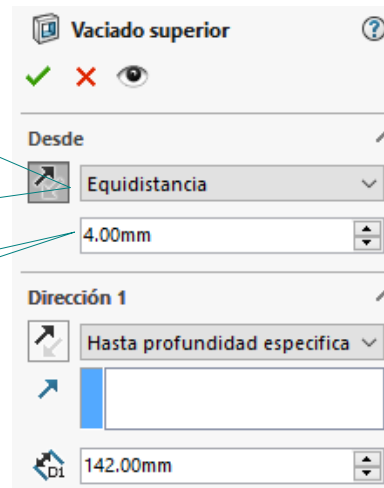 Vaciado superior
Desde
Equidistancia
4.00mm
Dirección 1
Hasta profundidad especifica
D1
142.00mm